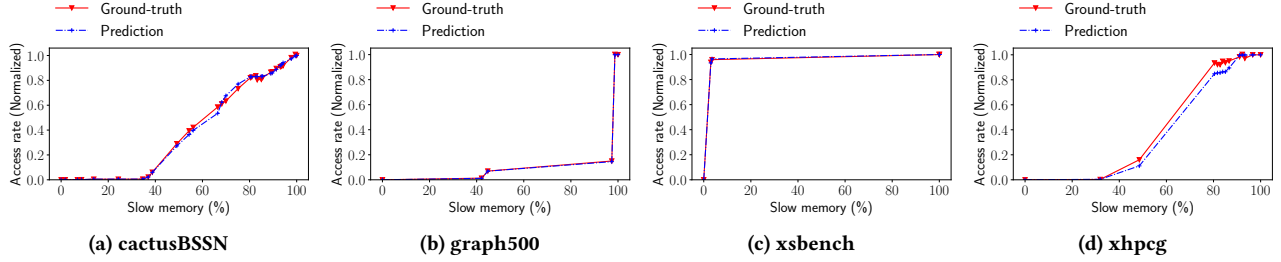 Ground-truth
Prediction
Access rate (Normalized)
1.0
0.8
0.6
0.4
0.2
0.0
0 20 40 60 80 100
Slow memory (%)
(a) cactusBSSN
Ground-truth
Prediction
Access rate (Normalized)
1.0
0.8
0.6
0.4
0.2
0.0
0 20 40 60 80 100
Slow memory (%)
(b) graph500
Ground-truth
Prediction
Access rate (Normalized)
1.0
0.8
0.6
0.4
0.2
0.0
0 20 40 60 80 100
Slow memory (%)
(c) xsbench
Ground-truth
Prediction
Access rate (Normalized)
1.0
0.8
0.6
0.4
0.2
0.0
0 20 40 60 80 100
Slow memory (%)
(d) xhpcg